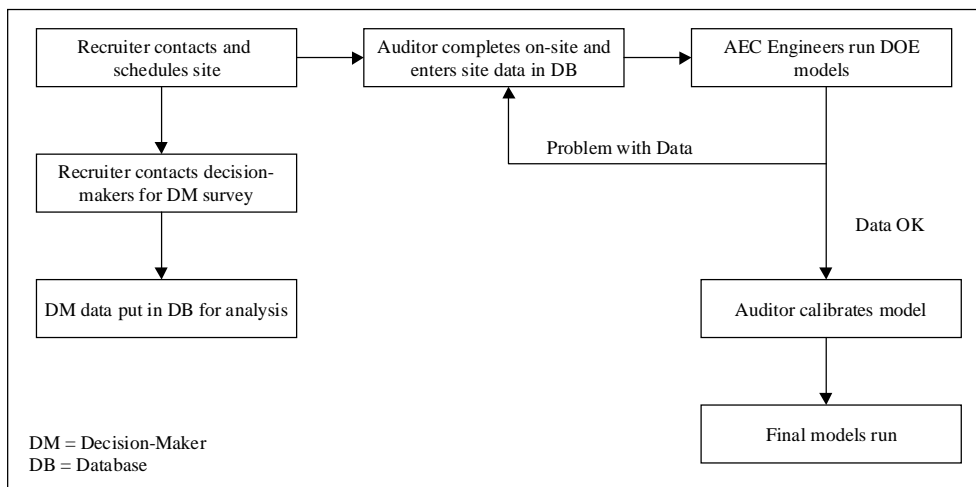 Recruiter contacts and
schedules site
Auditor completes on-site and
enters site data in DB
AEC Engineers run DOE
models
Problem with Data
Recruiter contacts decision-
makers for DM survey
Data OK
DM data put in DB for analysis
Auditor calibrates model
Final models run
DM = Decision-Maker
DB = Database